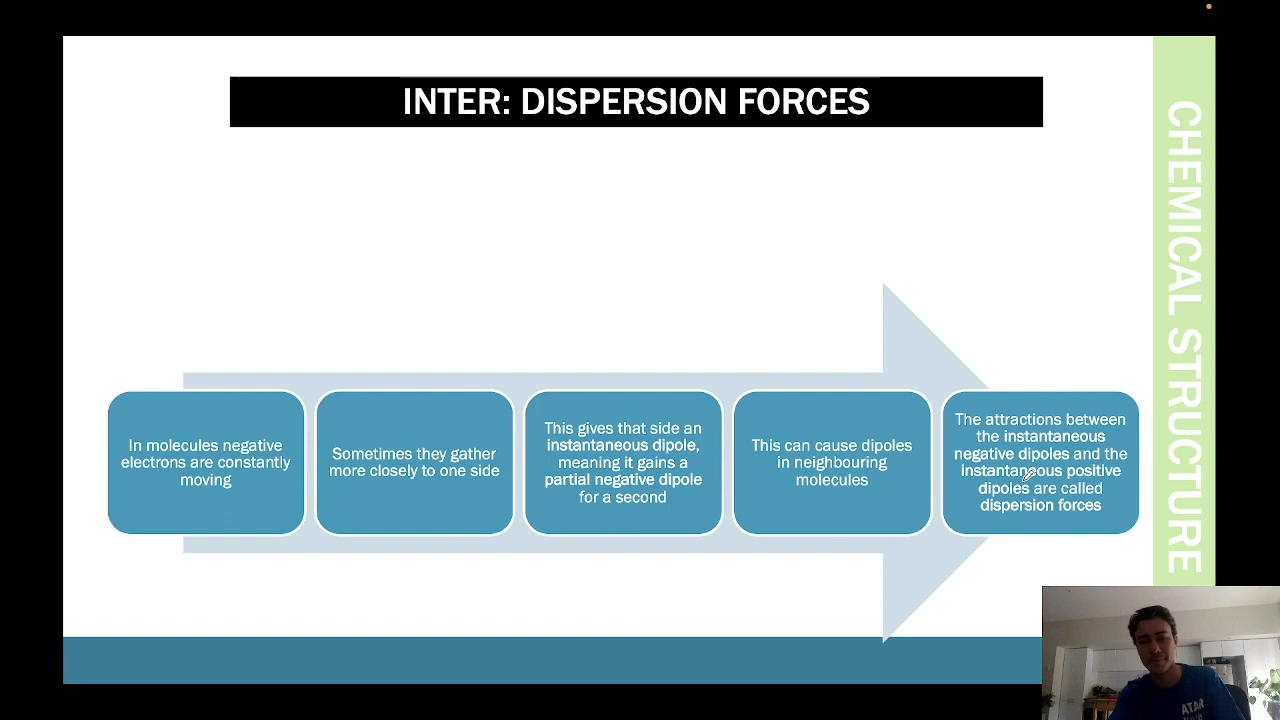 INTER: DISPERSION FORCES
In molecules negative
electrons are constantly
moving
Sometimes they gather
more closely to one side
This gives that side an
instantaneous dipole,
meaning it gains a
partial negative dipole
for a second
This can cause dipoles
in neighbouring
molecules
The attractions between
the instantaneous
negative dipoles and the
instantaneous positive
dipoles are called
dispersion forces
CHEMICAL STRUCTURE
ATAR